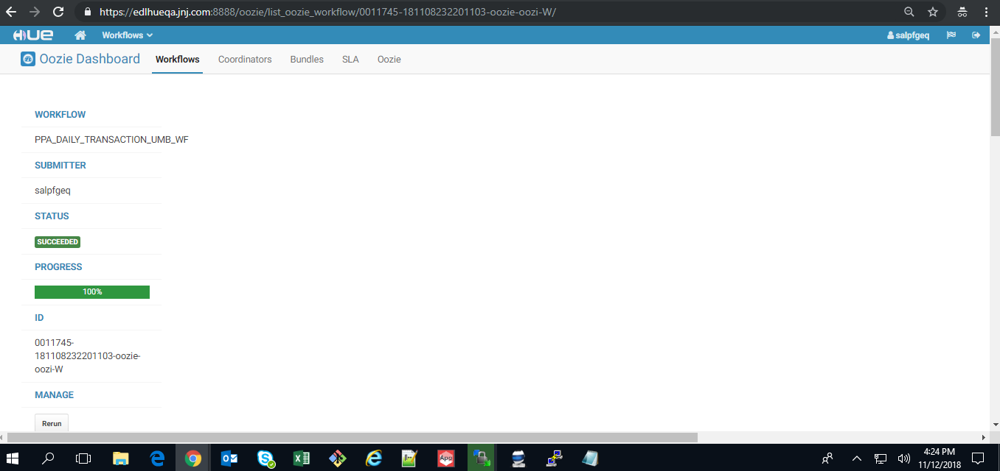 https://edlhueqa.jnj.com:8888/oozie/list_oozie_workflow/0011745-181108232201103-oozie-oozi-W/
HUE Workflows salpfgeq
Oozie Dashboard Workflows Coordinators Bundles SLA Oozie
WORKFLOW
PPA_DAILY_TRANSACTION_UMB_WF
SUBMITTER
salpfgeq
STATUS
SUCCEEDED
PROGRESS
100%
ID
0011745-
181108232201103-oozie-
oozi-W
MANAGE
Rerun
App
4:24 PM
11/12/2018